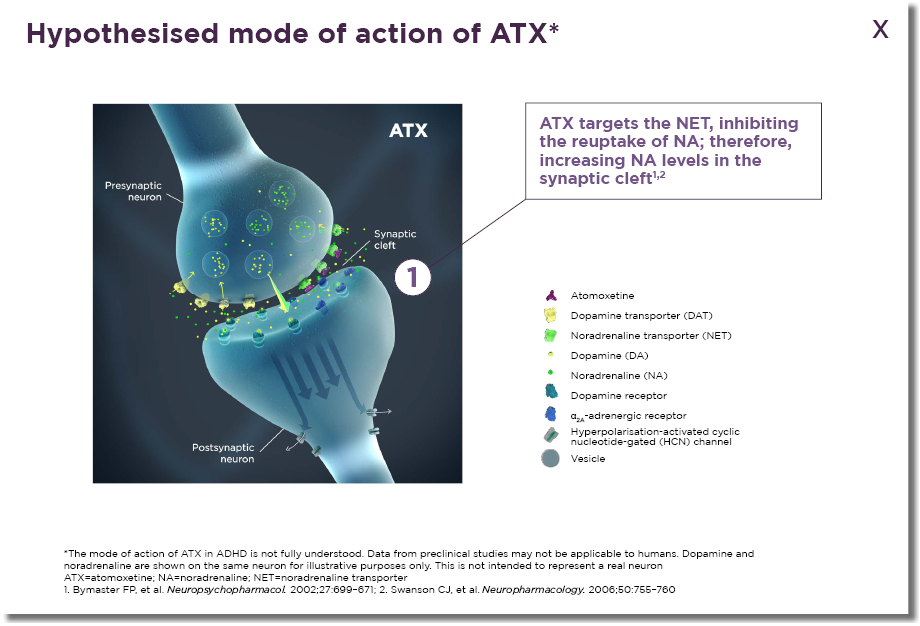 Hypothesised mode of action of ATX*
X
ATX
Presynaptic
neuron
Synaptic
cleft
1
Postsynaptic
neuron
ATX targets the NET, inhibiting
the reuptake of NA; therefore,
increasing NA levels in the
synaptic cleft1,2
Atomoxetine
Dopamine transporter (DAT)
Noradrenaline transporter (NET)
Dopamine (DA)
Noradrenaline (NA)
Dopamine receptor
α2A-adrenergic receptor
Hyperpolarisation-activated cyclic
nucleotide-gated (HCN) channel
Vesicle
*The mode of action of ATX in ADHD is not fully understood. Data from preclinical studies may not be applicable to humans. Dopamine and
noradrenaline are shown on the same neuron for illustrative purposes only. This is not intended to represent a real neuron
ATX=atomoxetine; NA=noradrenaline; NET=noradrenaline transporter
1. Bymaster FP, et al. Neuropsychopharmacol. 2002;27:699–671; 2. Swanson CJ, et al. Neuropharmacology. 2006;50:755–760